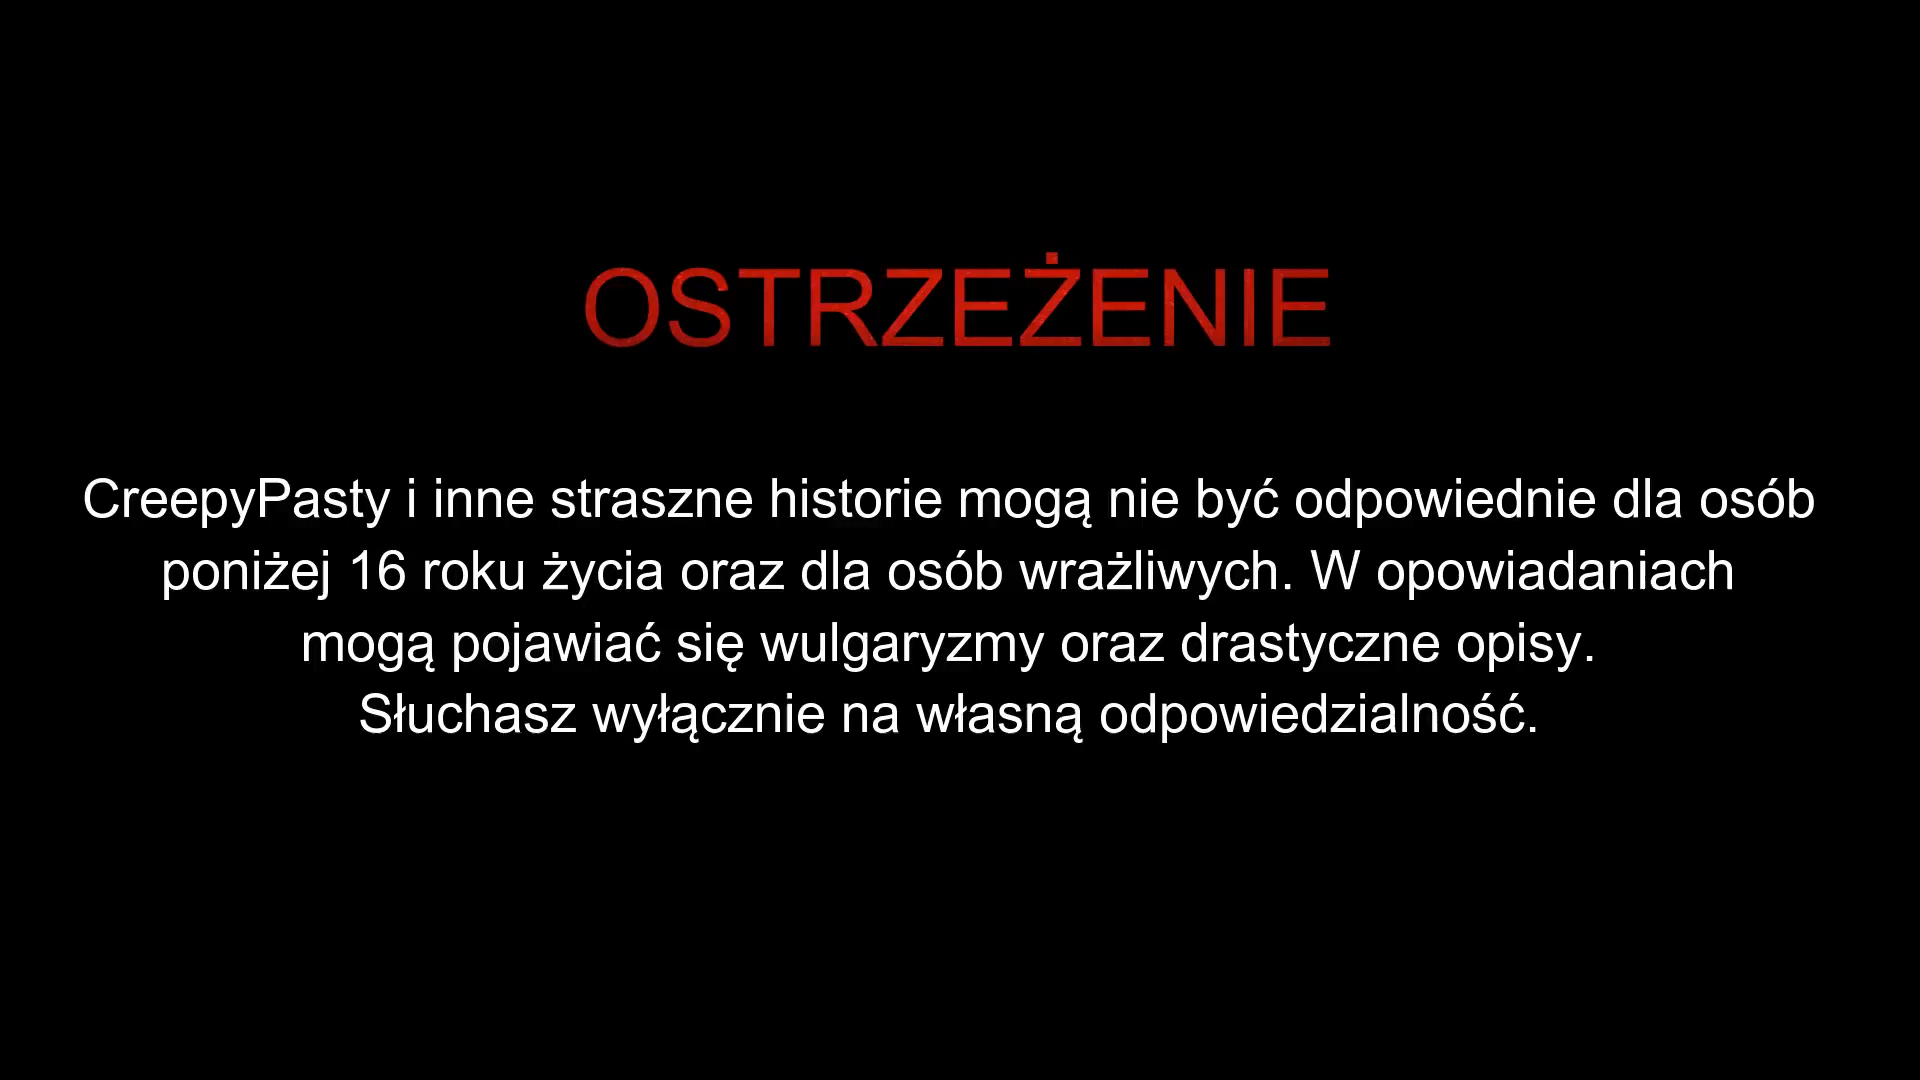 OSTRZEŻENIE
CreepyPasty i inne straszne historie mogą nie być odpowiednie dla osób
poniżej 16 roku życia oraz dla osób wrażliwych. W opowiadaniach
mogą pojawiać się wulgaryzmy oraz drastyczne opisy.
Słuchasz wyłącznie na własną odpowiedzialność.